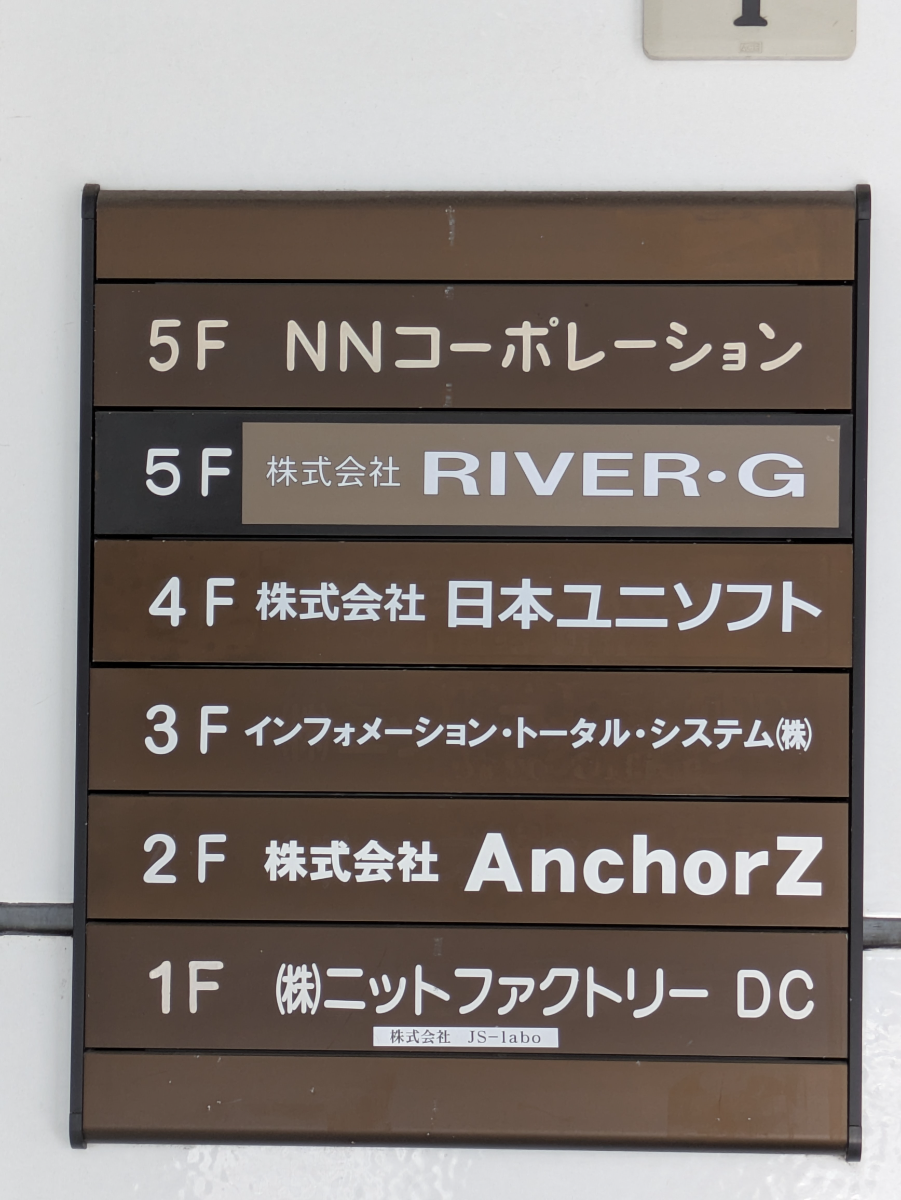 5F NNコーポレーション
5F 株式会社 RIVER・G
4F 株式会社 日本ユニソフト
3F インフォメーション・トータル・システム㈱
2F 株式会社 AnchorZ
1F ㈱ニットファクトリー DC
株式会社 JS-labo